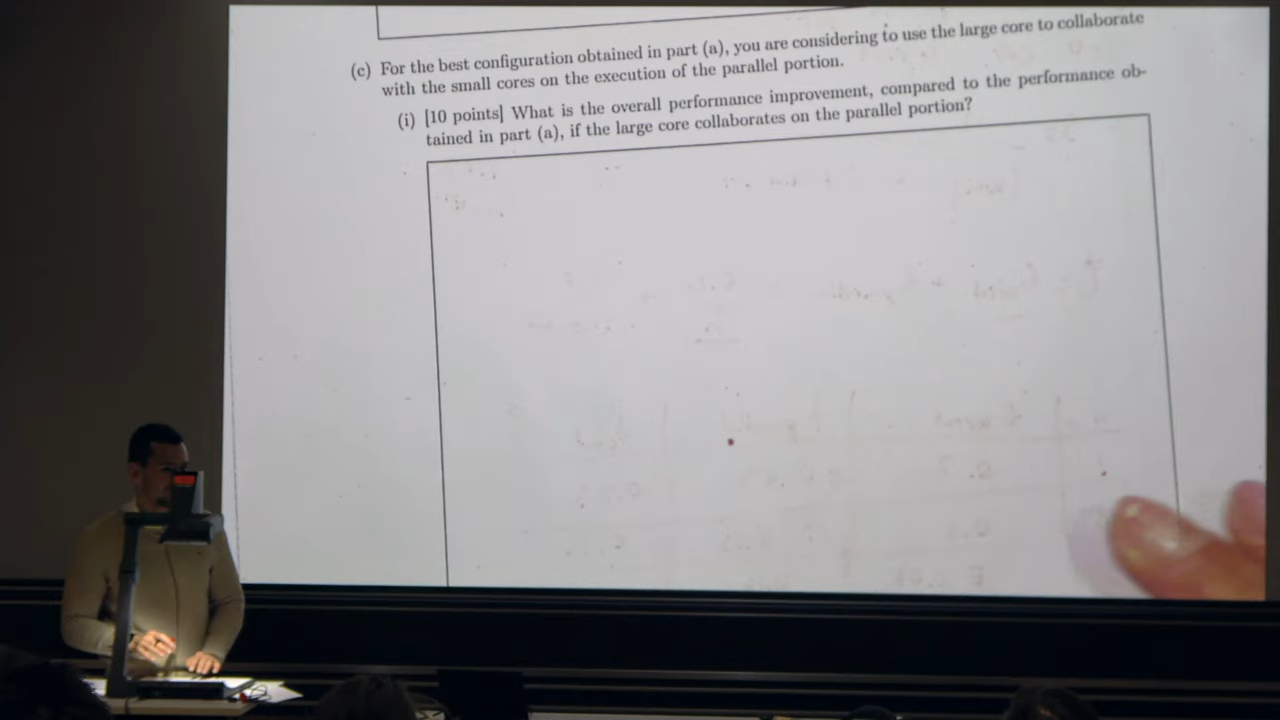 (c) For the best configuration obtained in part (a), you are considering to use the large core to collaborate
with the small cores on the execution of the parallel portion.
(i) [10 points] What is the overall performance improvement, compared to the performance ob-
tained in part (a), if the large core collaborates on the parallel portion?